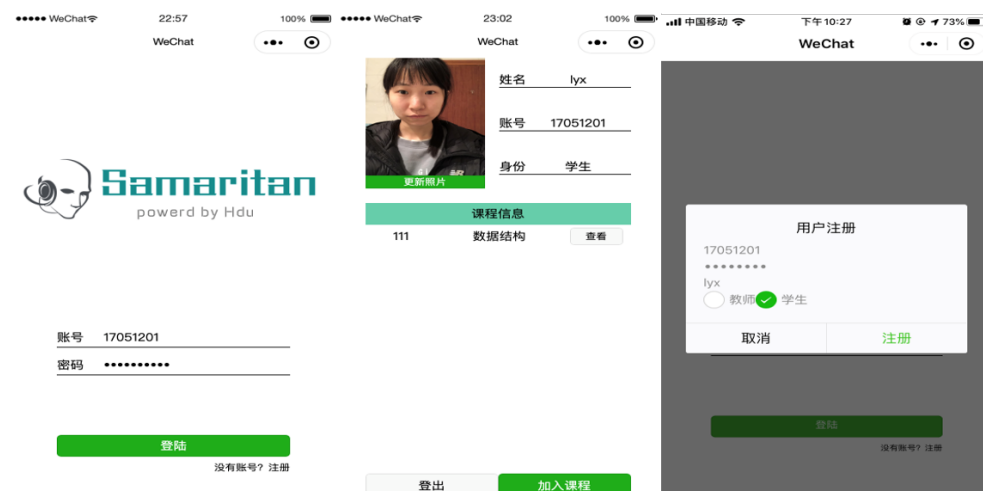 WeChat
22:57
100%
WeChat
Samaritan
powerd by Hdu
账号 17051201
密码 ••••••••••
登陆
没有账号? 注册
WeChat
23:02
100%
WeChat
姓名 lyx
账号 17051201
身份 学生
更新照片
课程信息
111 数据结构 查看
登出 加入课程
中国移动
下午10:27
73%
WeChat
用户注册
17051201
••••••••
lyx
教师 学生
取消 注册
登陆
没有账号? 注册